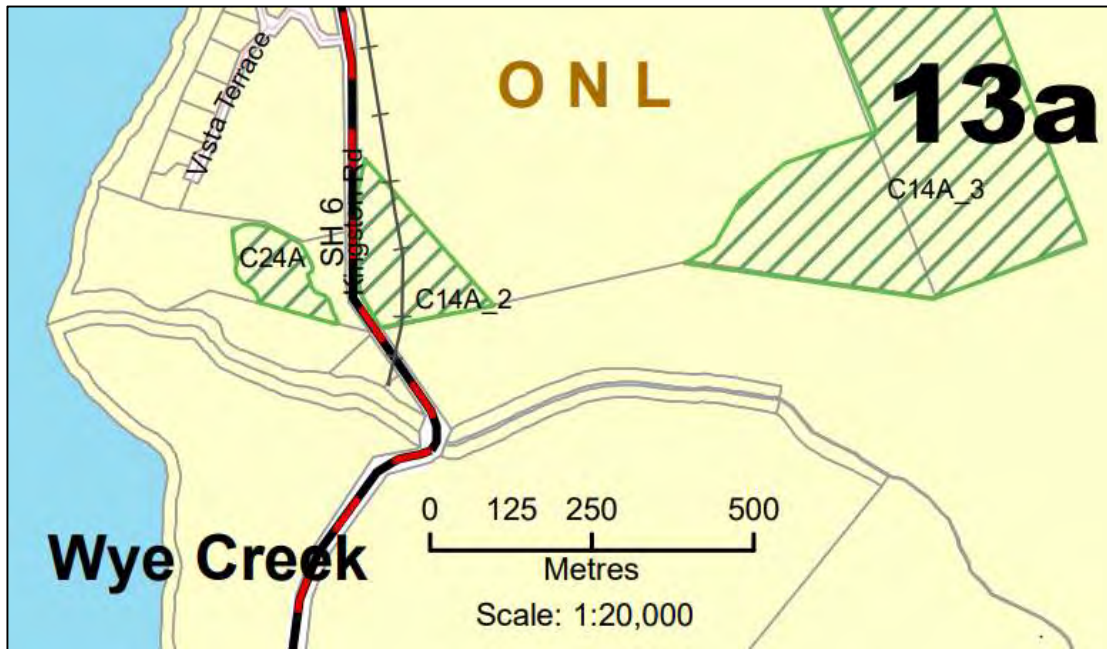 O N L
13a
Vista Terrace
SH 6
Kingston Rd
C14A_3
C24A
C14A_2
0 125 250 500
Metres
Scale: 1:20,000
Wye Creek